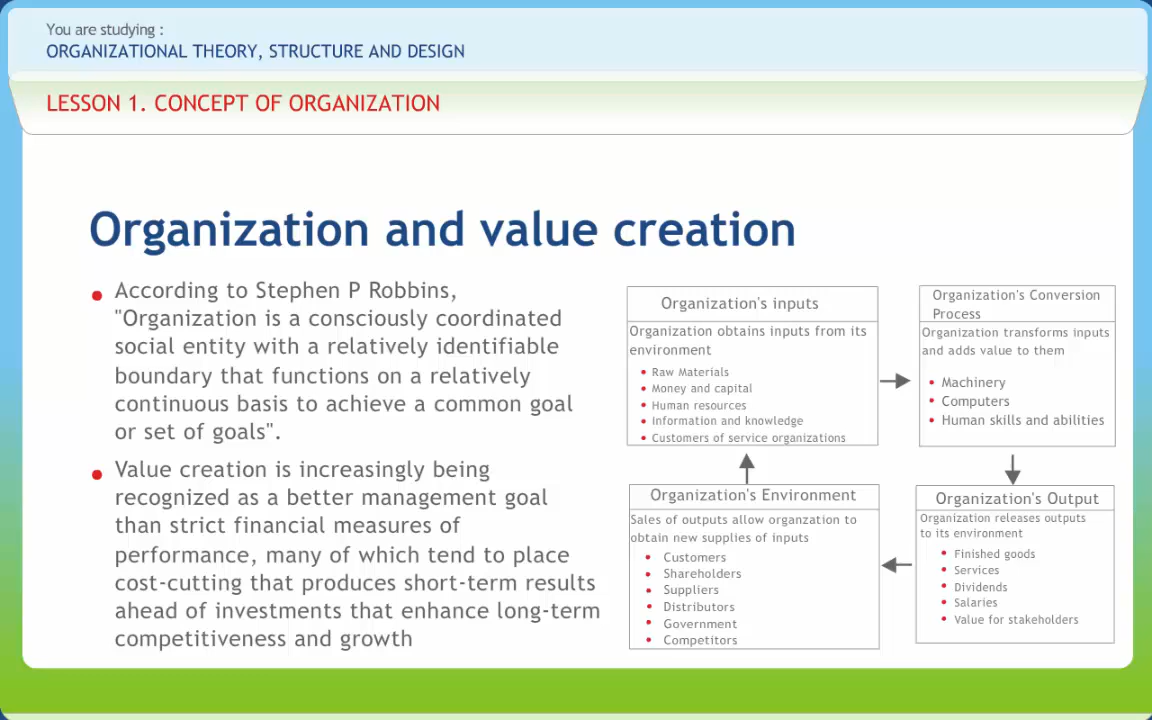 You are studying :
ORGANIZATIONAL THEORY, STRUCTURE AND DESIGN
LESSON 1. CONCEPT OF ORGANIZATION
Organization and value creation
According to Stephen P Robbins,
"Organization is a consciously coordinated
social entity with a relatively identifiable
boundary that functions on a relatively
continuous basis to achieve a common goal
or set of goals".
Value creation is increasingly being
recognized as a better management goal
than strict financial measures of
performance, many of which tend to place
cost-cutting that produces short-term results
ahead of investments that enhance long-term
competitiveness and growth
Organization's inputs
Organization obtains inputs from its
environment
Raw Materials
Money and capital
Human resources
Information and knowledge
Customers of service organizations
Organization's Conversion
Process
Organization transforms inputs
and adds value to them
Machinery
Computers
Human skills and abilities
Organization's Environment
Sales of outputs allow organzation to
obtain new supplies of inputs
Customers
Shareholders
Suppliers
Distributors
Government
Competitors
Organization's Output
Organization releases outputs
to its environment
Finished goods
Services
Dividends
Salaries
Value for stakeholders